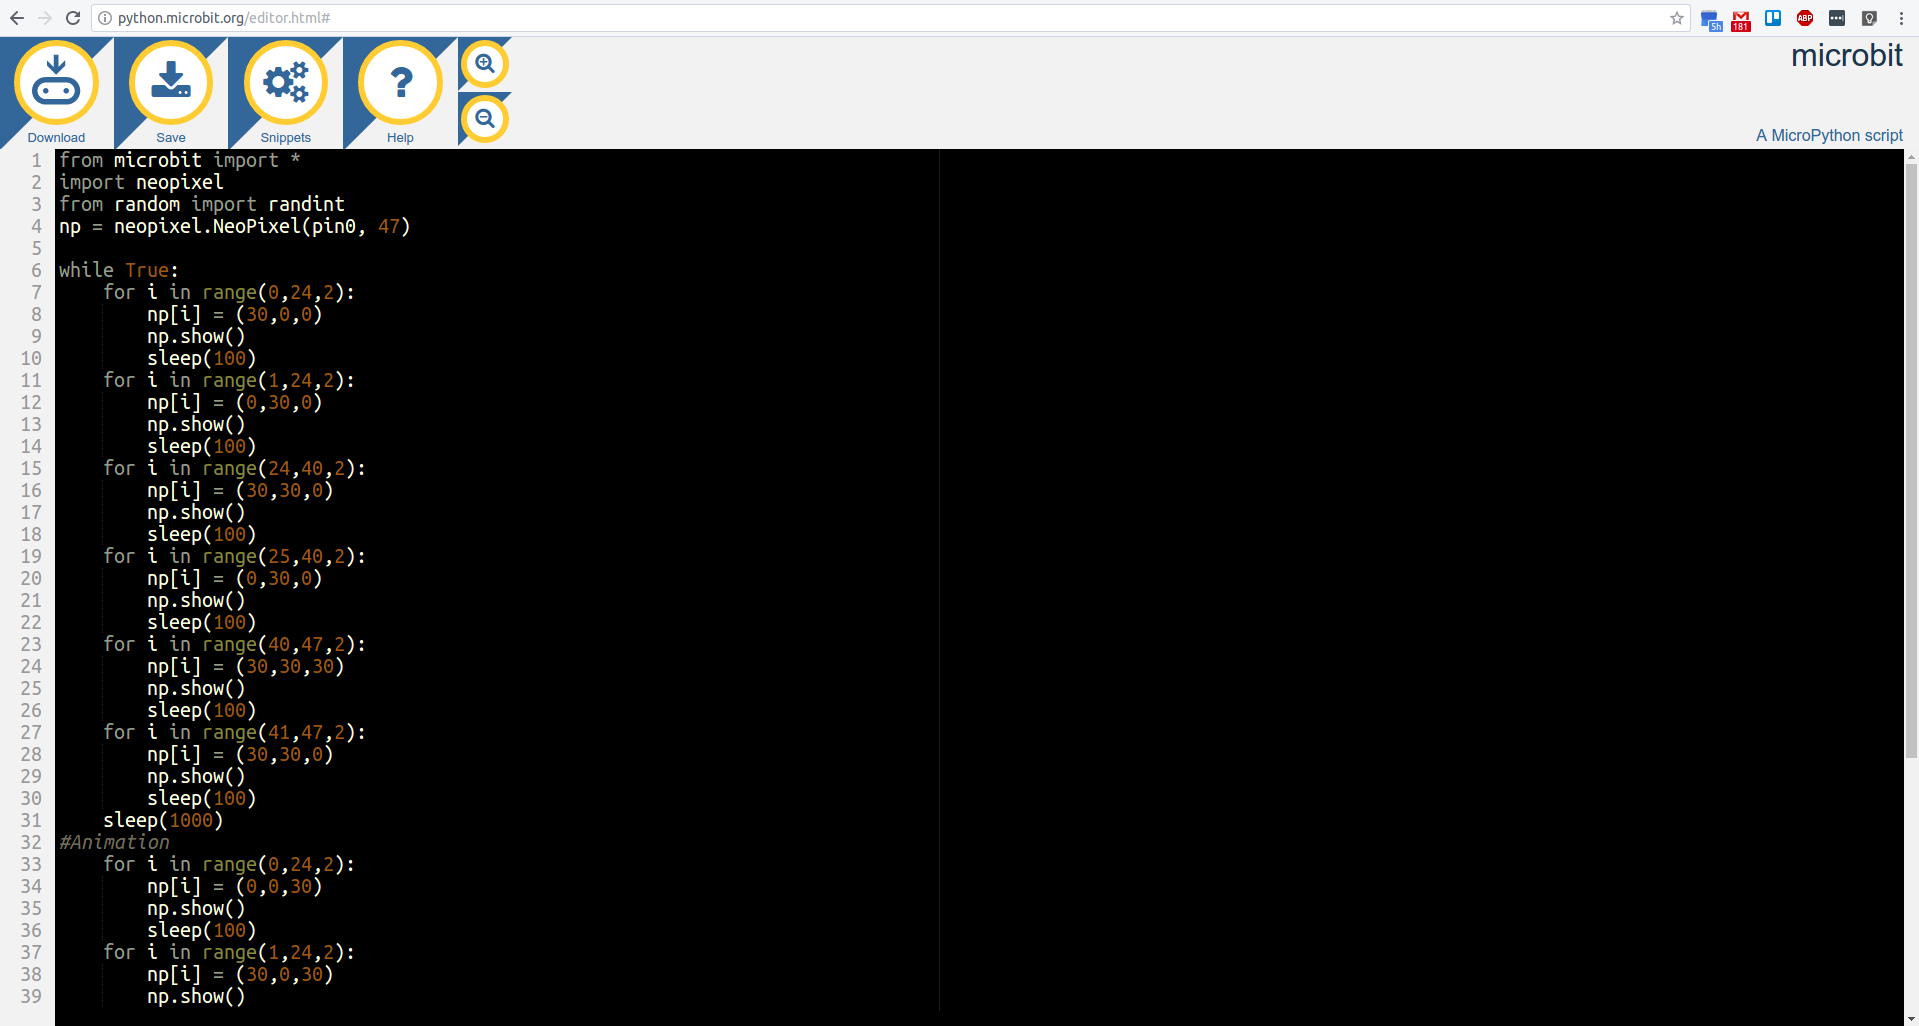 python.microbit.org/editor.html#
5h
181
ABP
Download
Save
Snippets
Help
microbit
A MicroPython script
1 from microbit import *
2 import neopixel
3 from random import randint
4 np = neopixel.NeoPixel(pin0, 47)
5
6 while True:
7     for i in range(0,24,2):
8         np[i] = (30,0,0)
9         np.show()
10         sleep(100)
11     for i in range(1,24,2):
12         np[i] = (0,30,0)
13         np.show()
14         sleep(100)
15     for i in range(24,40,2):
16         np[i] = (30,30,0)
17         np.show()
18         sleep(100)
19     for i in range(25,40,2):
20         np[i] = (0,30,0)
21         np.show()
22         sleep(100)
23     for i in range(40,47,2):
24         np[i] = (30,30,30)
25         np.show()
26         sleep(100)
27     for i in range(41,47,2):
28         np[i] = (30,30,0)
29         np.show()
30         sleep(100)
31     sleep(1000)
32 #Animation
33     for i in range(0,24,2):
34         np[i] = (0,0,30)
35         np.show()
36         sleep(100)
37     for i in range(1,24,2):
38         np[i] = (30,0,30)
39         np.show()